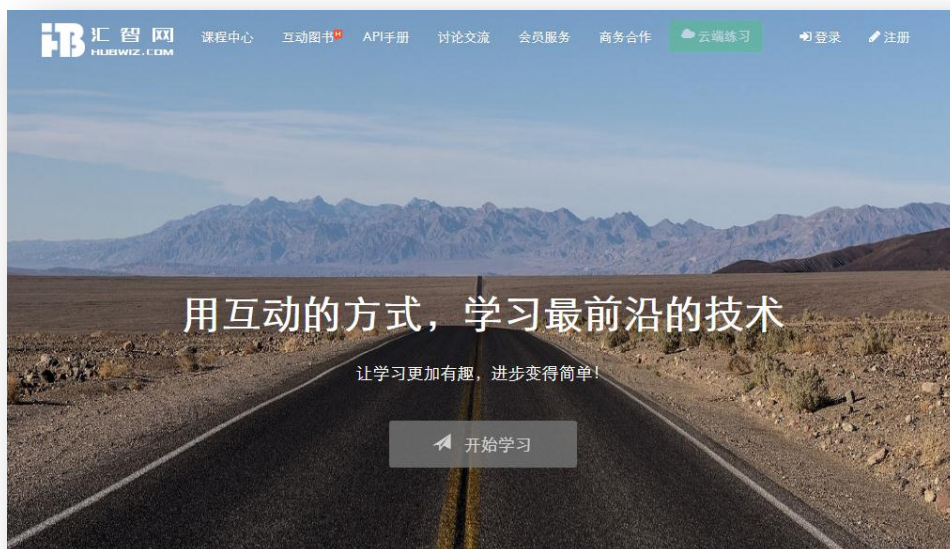 汇智网
HUBWIZ.COM
课程中心 互动图书 H API手册 讨论交流 会员服务 商务合作 云端练习 登录 注册
用互动的方式，学习最前沿的技术
让学习更加有趣，进步变得简单！
开始学习